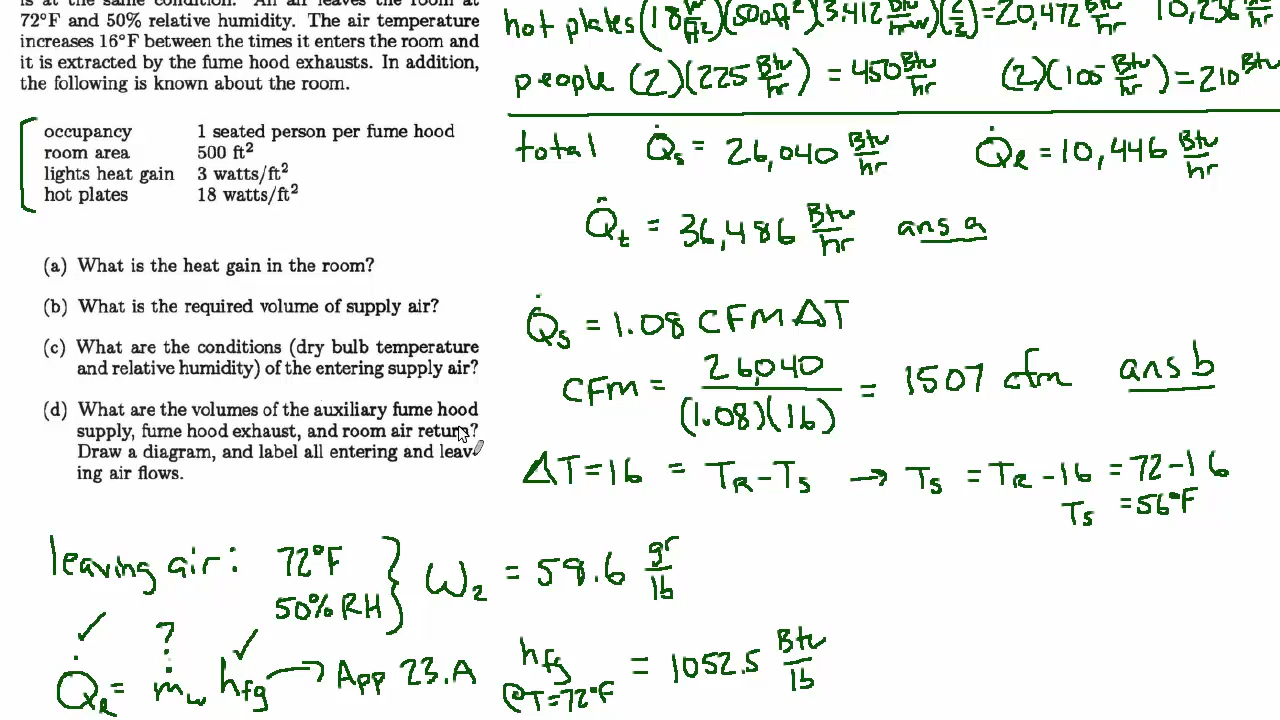 is at the same condition. All air leaves the room at
72°F and 50% relative humidity. The air temperature
increases 16°F between the times it enters the room and
it is extracted by the fume hood exhausts. In addition,
the following is known about the room.
occupancy 1 seated person per fume hood
room area 500 ft²
lights heat gain 3 watts/ft²
hot plates 18 watts/ft²
(a) What is the heat gain in the room?
(b) What is the required volume of supply air?
(c) What are the conditions (dry bulb temperature
and relative humidity) of the entering supply air?
(d) What are the volumes of the auxiliary fume hood
supply, fume hood exhaust, and room air return?
Draw a diagram, and label all entering and leav-
ing air flows.
hot plates (18 W/ft²)(500 ft²)(3.412 Btu/hr·W)(2/3) = 20,472 Btu/hr 10,236 Btu/hr
people (2)(225 Btu/hr) = 450 Btu/hr (2)(105 Btu/hr) = 210 Btu
total Q̇s = 26,040 Btu/hr Q̇ℓ = 10,446 Btu/hr
Q̇t = 36,486 Btu/hr ans a
Q̇s = 1.08 CFM ΔT
CFM = 26,040 / (1.08)(16) = 1507 cfm ans b
ΔT = 16 = TR - Ts → Ts = TR - 16 = 72 - 16
Ts = 56°F
leaving air: 72°F
50% RH } ω2 = 58.6 gr/lb
✓ ? ✓
Q̇ℓ = ṁw hfg → App 23.A hfg @T=72°F = 1052.5 Btu/lb